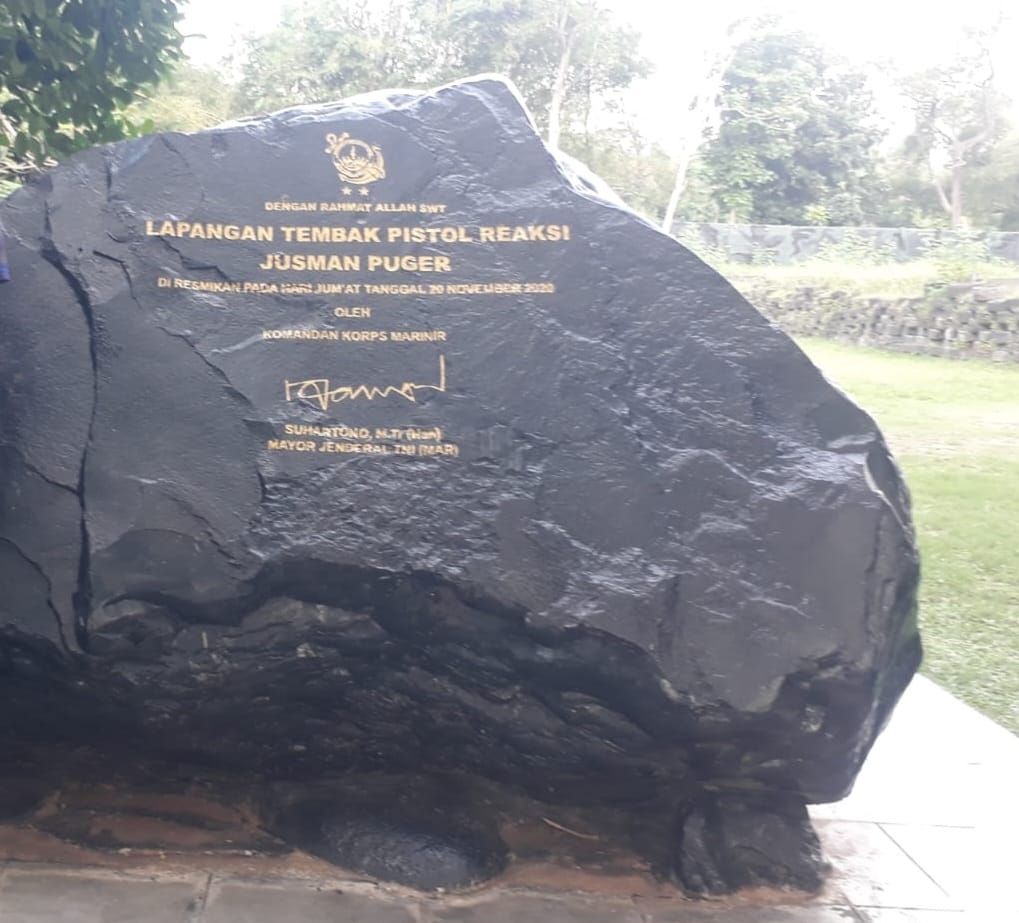 DENGAN RAHMAT ALLAH SWT
LAPANGAN TEMBAK PISTOL REAKSI
JUSMAN PUGER
DI RESMIKAN PADA HARI JUM'AT TANGGAL 20 NOVEMBER 2020
OLEH
KOMANDAN KORPS MARINIR
SUHARTONO, M.Tr (Han)
MAYOR JENDERAL TNI (MAR)